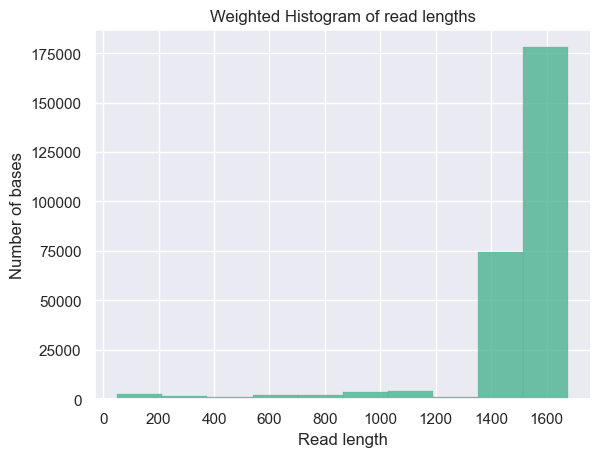 Weighted Histogram of read lengths
175000
150000
125000
100000
75000
50000
25000
0
Number of bases
0 200 400 600 800 1000 1200 1400 1600
Read length